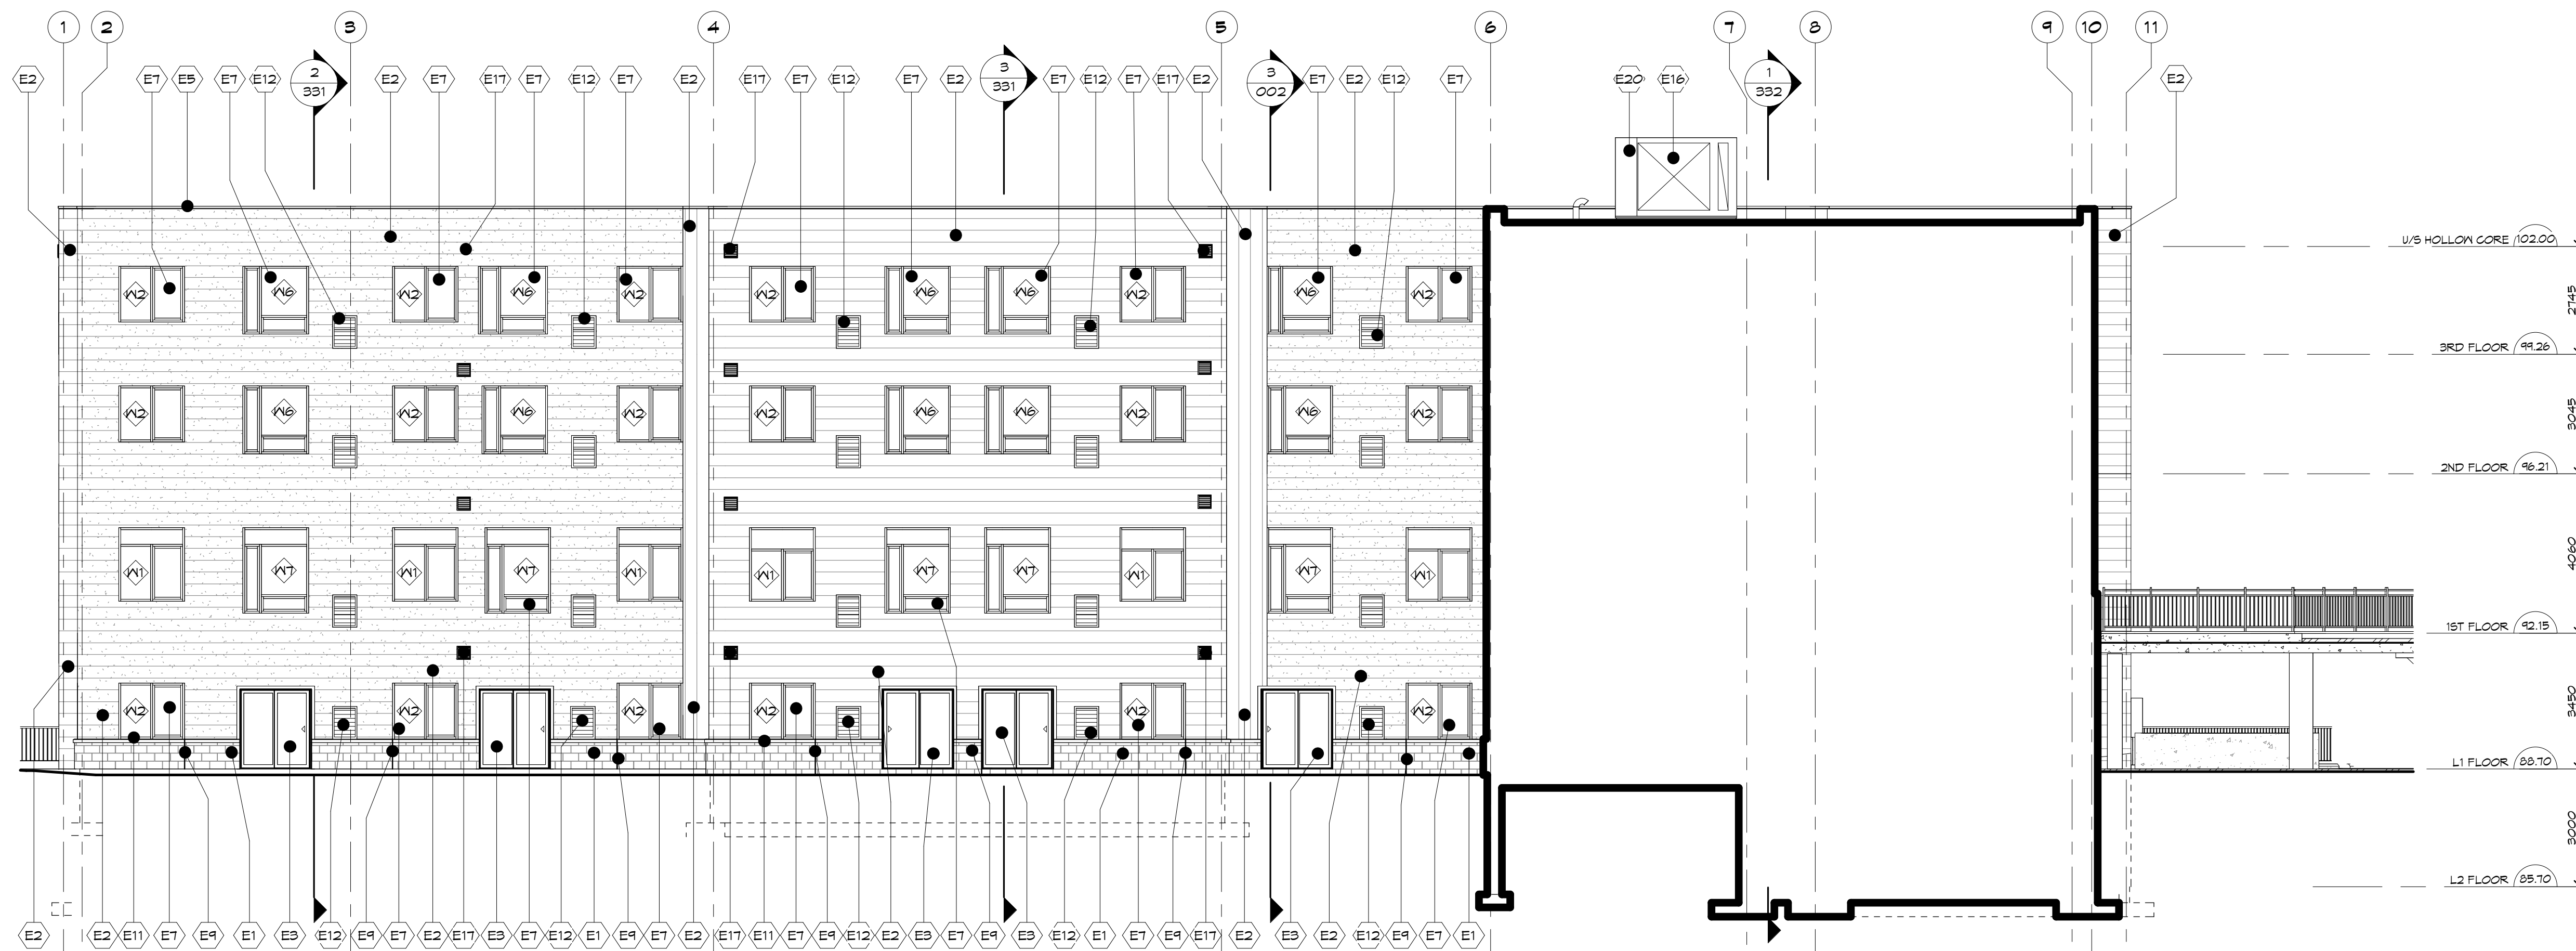 1 2 3 4 5 6 7 8 9 10 11
E2 E7 E5 E7 E12 2 331 E2 E7 E17 E7 E12 E7 E2 E17 E7 E12 E7 E2 3 331 E7 E12 E7 E17 E2 3 002 E7 E2 E12 E7 E20 E16 1 332 E2
U/S HOLLOW CORE 102.00
W2 W6 W2 W6 W2 W2 W6 W6 W2 W6 W2
2745
3RD FLOOR 99.26
W2 W6 W2 W6 W2 W2 W6 W6 W2 W6 W2
3045
2ND FLOOR 96.21
W1 W7 W1 W7 W1 W1 W7 W7 W1 W7 W1
4060
1ST FLOOR 92.15
W2 W2 W2 W2 W2 W2
3450
L1 FLOOR 88.70
3000
L2 FLOOR 85.70
E2 E2 E11 E7 E9 E1 E3 E12 E9 E7 E2 E17 E3 E7 E12 E1 E9 E7 E2 E17 E11 E7 E9 E12 E2 E3 E7 E9 E3 E12 E1 E7 E9 E17 E2 E3 E2 E12 E9 E7 E1